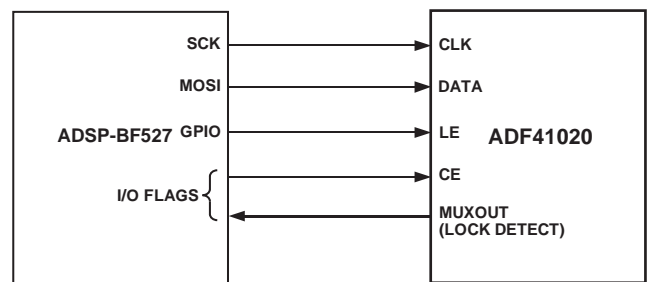 SCK
MOSI
ADSP-BF527 GPIO
I/O FLAGS
CLK
DATA
LE
ADF41020
CE
MUXOUT
(LOCK DETECT)